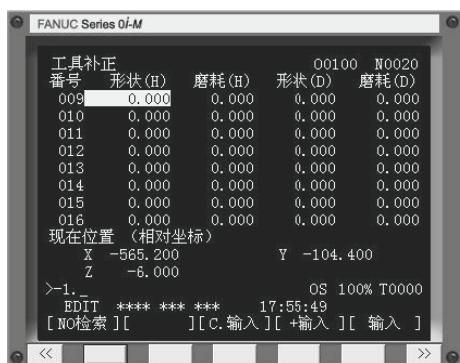 FANUC Series 0i-M
工具补正 O0100 N0020
番号 形状(H) 磨耗(H) 形状(D) 磨耗(D)
009 0.000 0.000 0.000 0.000
010 0.000 0.000 0.000 0.000
011 0.000 0.000 0.000 0.000
012 0.000 0.000 0.000 0.000
013 0.000 0.000 0.000 0.000
014 0.000 0.000 0.000 0.000
015 0.000 0.000 0.000 0.000
016 0.000 0.000 0.000 0.000
现在位置 (相对坐标)
X -565.200 Y -104.400
Z -6.000
>-1._ OS 100% T0000
EDIT **** *** *** 17:55:49
[NO检索][ ][C.输入][+输入 ][ 输入 ]
<< >>